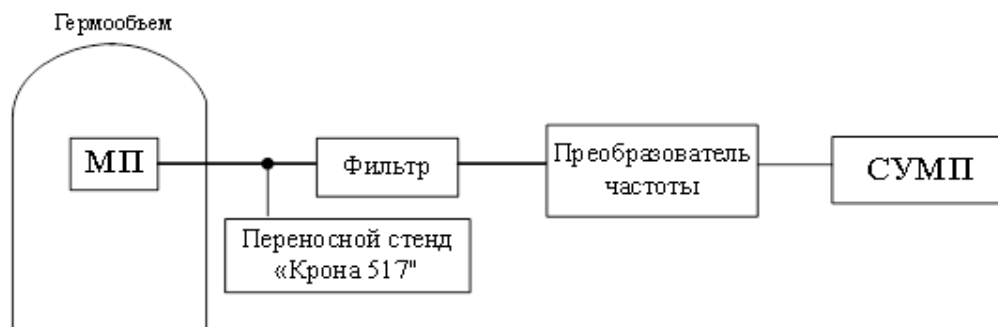 Гермообъем
МП
Фильтр
Преобразователь
частоты
СУМП
Переносной стенд
«Крона 517"